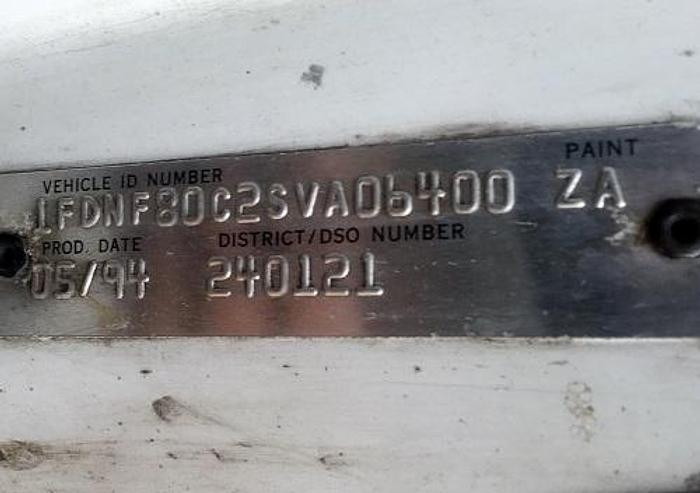 PAINT
VEHICLE ID NUMBER
1FDNF80C2SVA06400 ZA
PROD. DATE DISTRICT/DSO NUMBER
05/94 240121